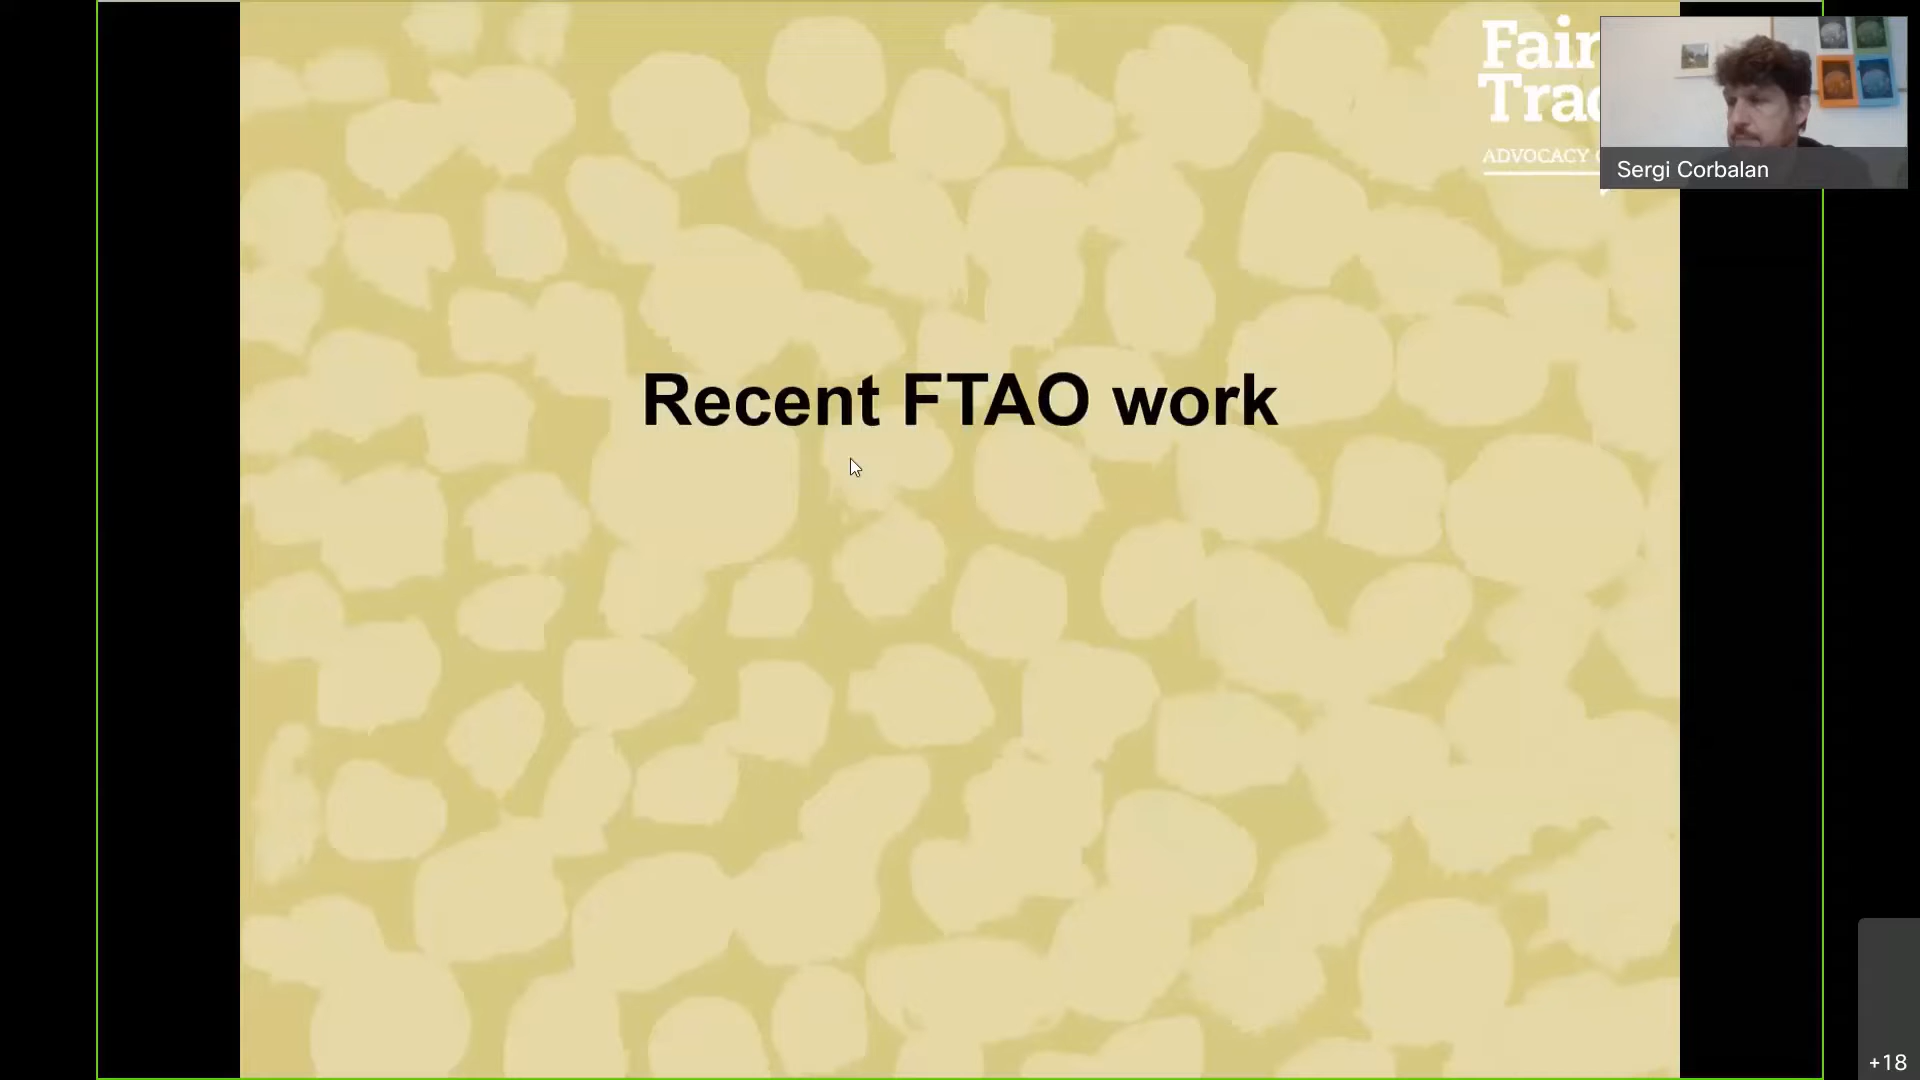 Fair
Trad
ADVOCACY
Sergi Corbalan
Recent FTAO work
+18